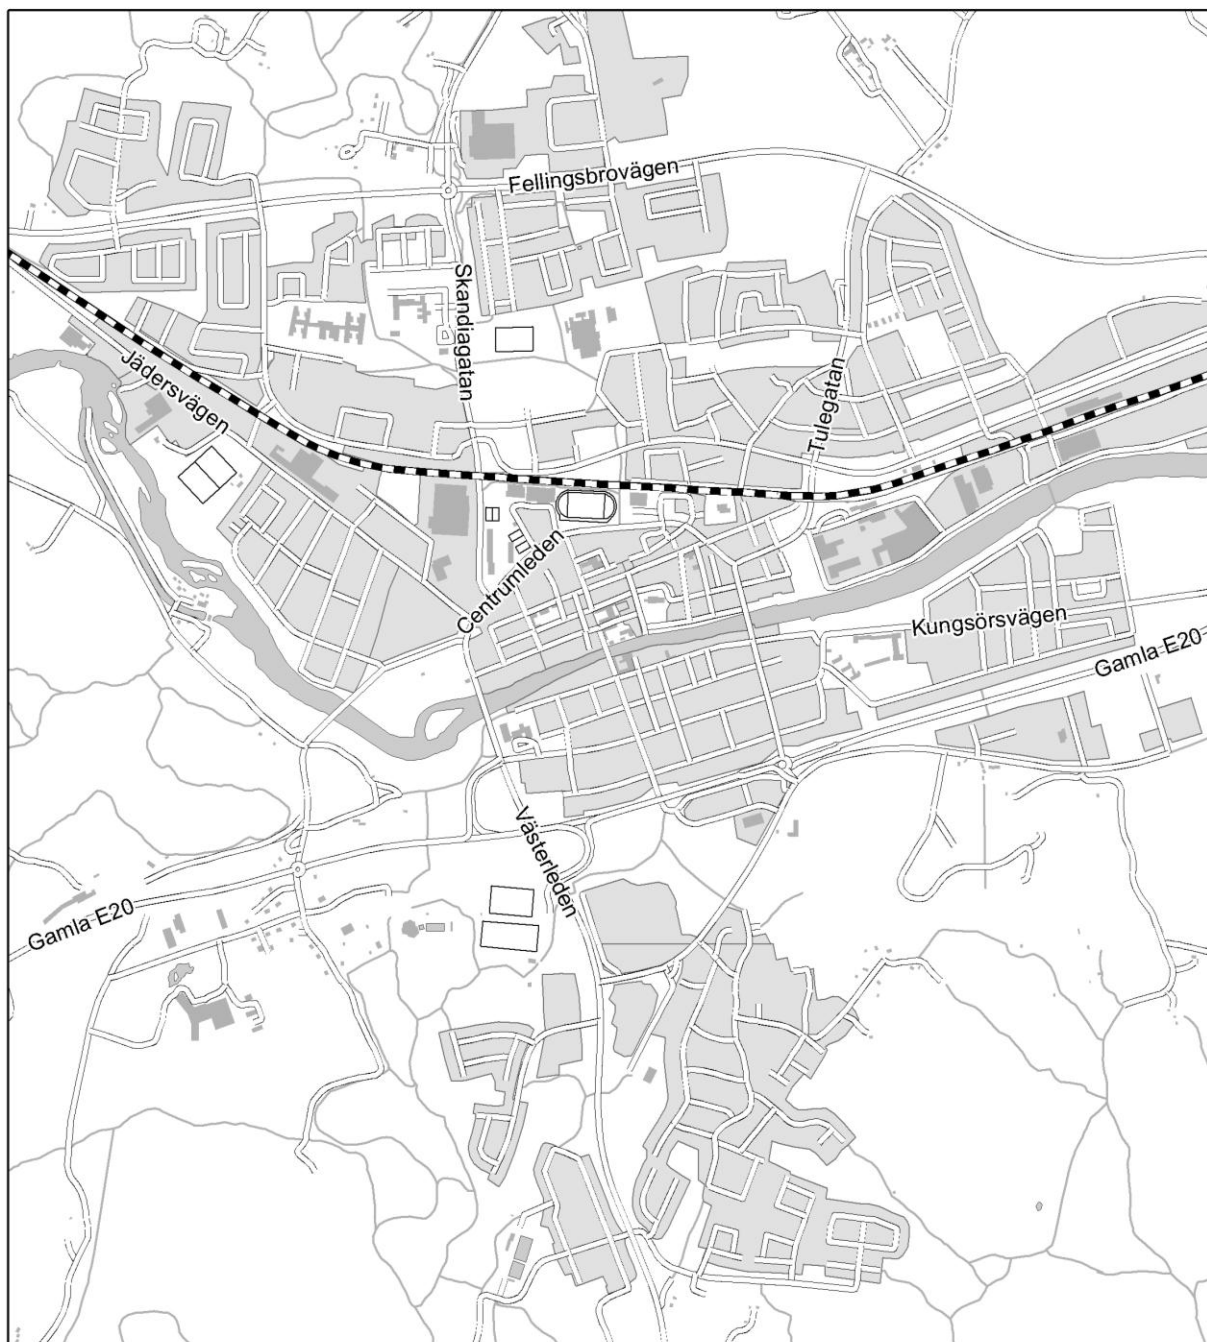 Fellingsbrovägen
Skandiagatan
Jädersvägen
Tulegatan
Centrumleden
Kungsörsvägen
Gamla E20
Västerleden
Gamla E20